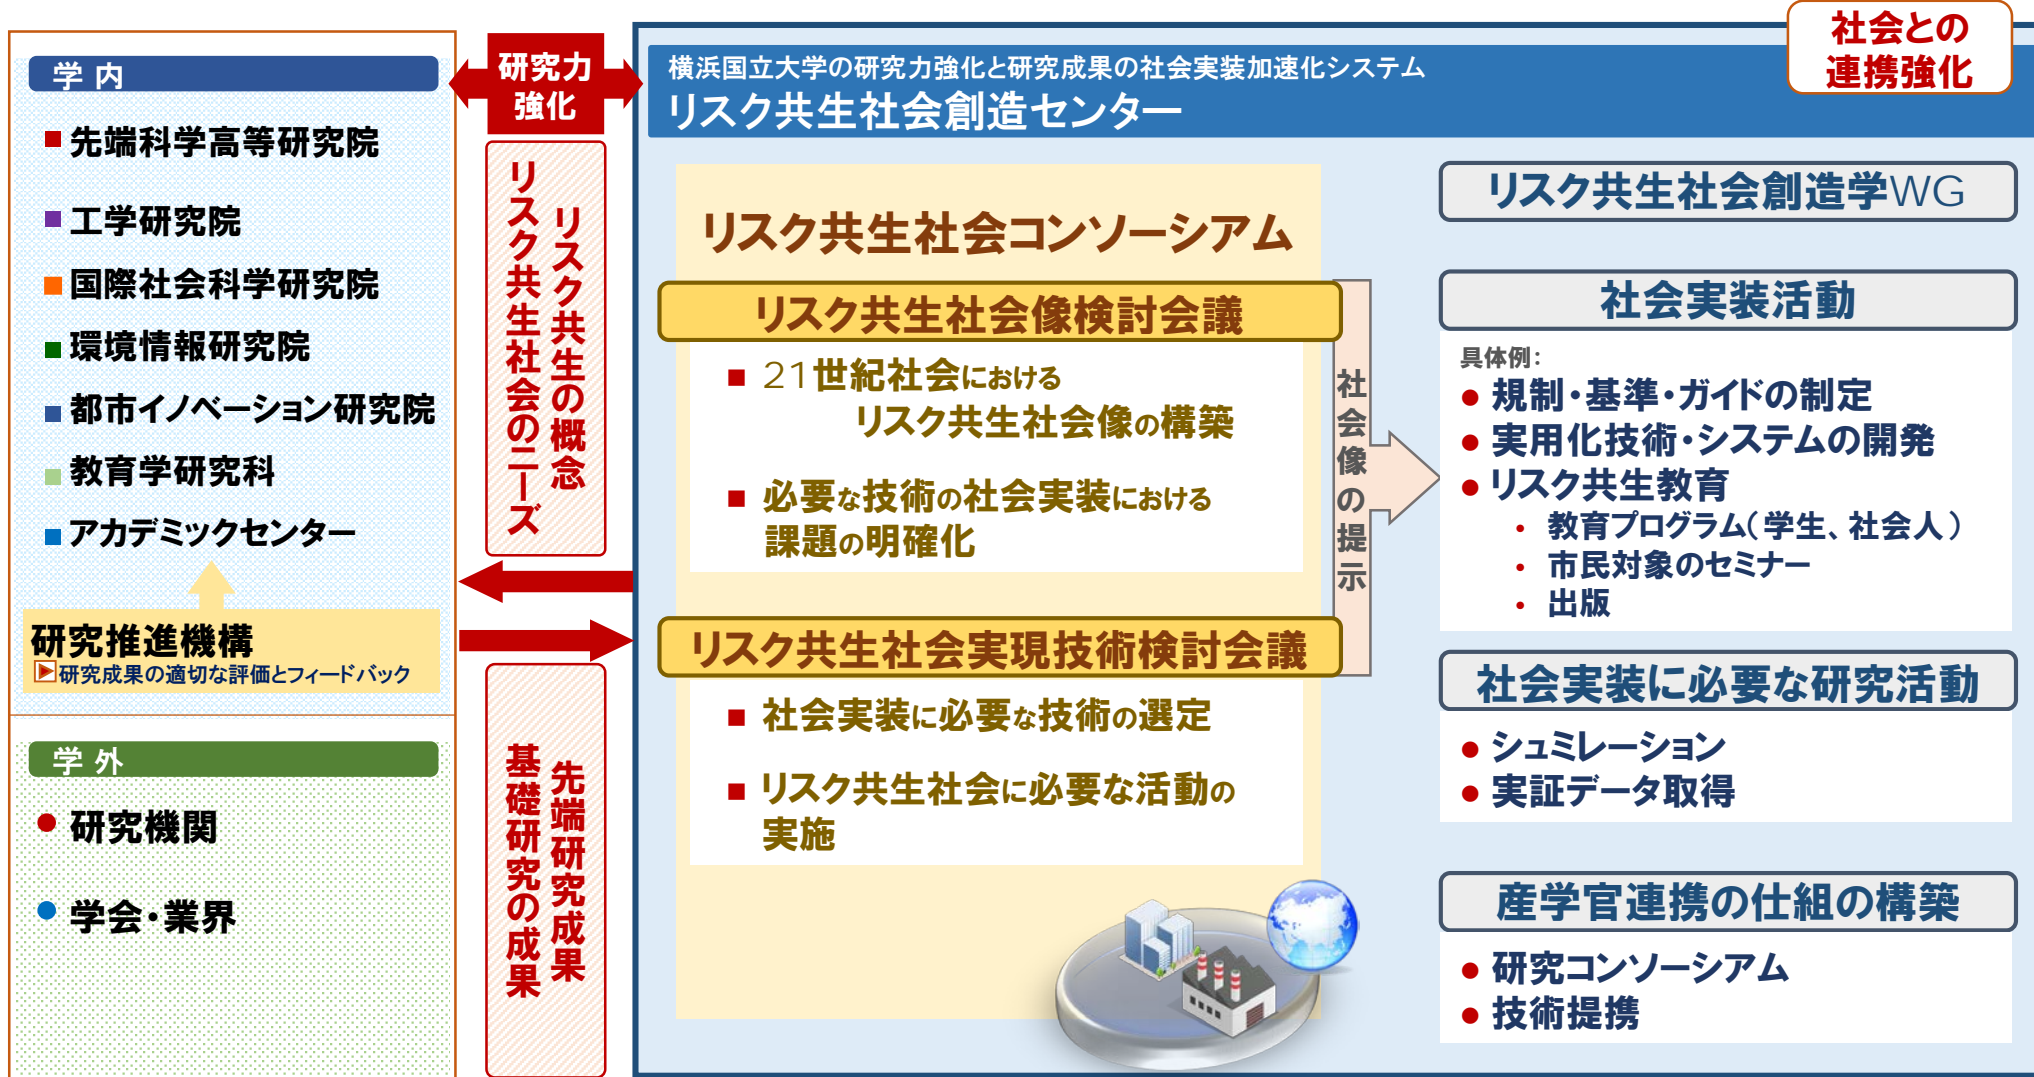 学 内
先端科学高等研究院
工学研究院
国際社会科学研究院
環境情報研究院
都市イノベーション研究院
教育学研究科
アカデミックセンター
研究推進機構
研究成果の適切な評価とフィードバック
学 外
研究機関
学会・業界
研究力
強化
リスク共生の概念
リスク共生社会のニーズ
先端研究成果
基礎研究の成果
社会との
連携強化
横浜国立大学の研究力強化と研究成果の社会実装加速化システム
リスク共生社会創造センター
リスク共生社会コンソーシアム
リスク共生社会像検討会議
21世紀社会における
リスク共生社会像の構築
必要な技術の社会実装における
課題の明確化
リスク共生社会実現技術検討会議
社会実装に必要な技術の選定
リスク共生社会に必要な活動の
実施
社会像の提示
リスク共生社会創造学WG
社会実装活動
具体例：
規制・基準・ガイドの制定
実用化技術・システムの開発
リスク共生教育
教育プログラム（学生、社会人）
市民対象のセミナー
出版
社会実装に必要な研究活動
シュミレーション
実証データ取得
産学官連携の仕組の構築
研究コンソーシアム
技術提携